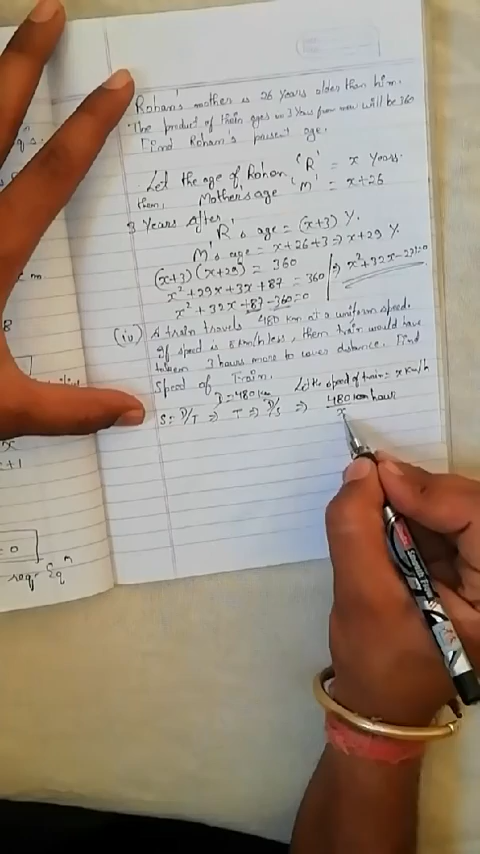 Rohan's mother is 26 years older than him.
The product of their ages in 3 years from now will be 360
Find Rohan's present age.
Let the age of Rohan 'R' = x years.
then, Mother's age 'M' = x+26
3 Years After,
R's age = (x+3) Y.
M's age = x+26+3 ⇒ x+29 Y.
(x+3)(x+29) = 360
x² + 29x + 3x + 87 = 360
x² + 32x + 87 - 360 = 0
⇒ x² + 32x - 273 = 0
(iv) A train travels 480 km at a uniform speed.
If speed is 8 km/h less, then train would have
taken 3 hours more to cover distance. Find
Speed of Train.
D = 480 km
Let the speed of train = x km/h
S = D/T ⇒ T ⇒ D/S ⇒ 480 km hour
x
x+1
= 0
req. Eqn